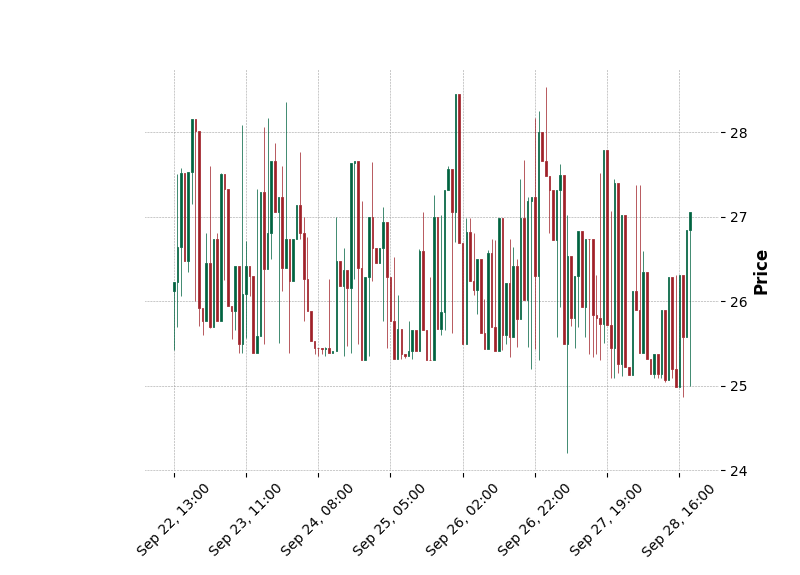 28
27
26
25
24
Price
Sep 22, 13:00
Sep 23, 11:00
Sep 24, 08:00
Sep 25, 05:00
Sep 26, 02:00
Sep 26, 22:00
Sep 27, 19:00
Sep 28, 16:00